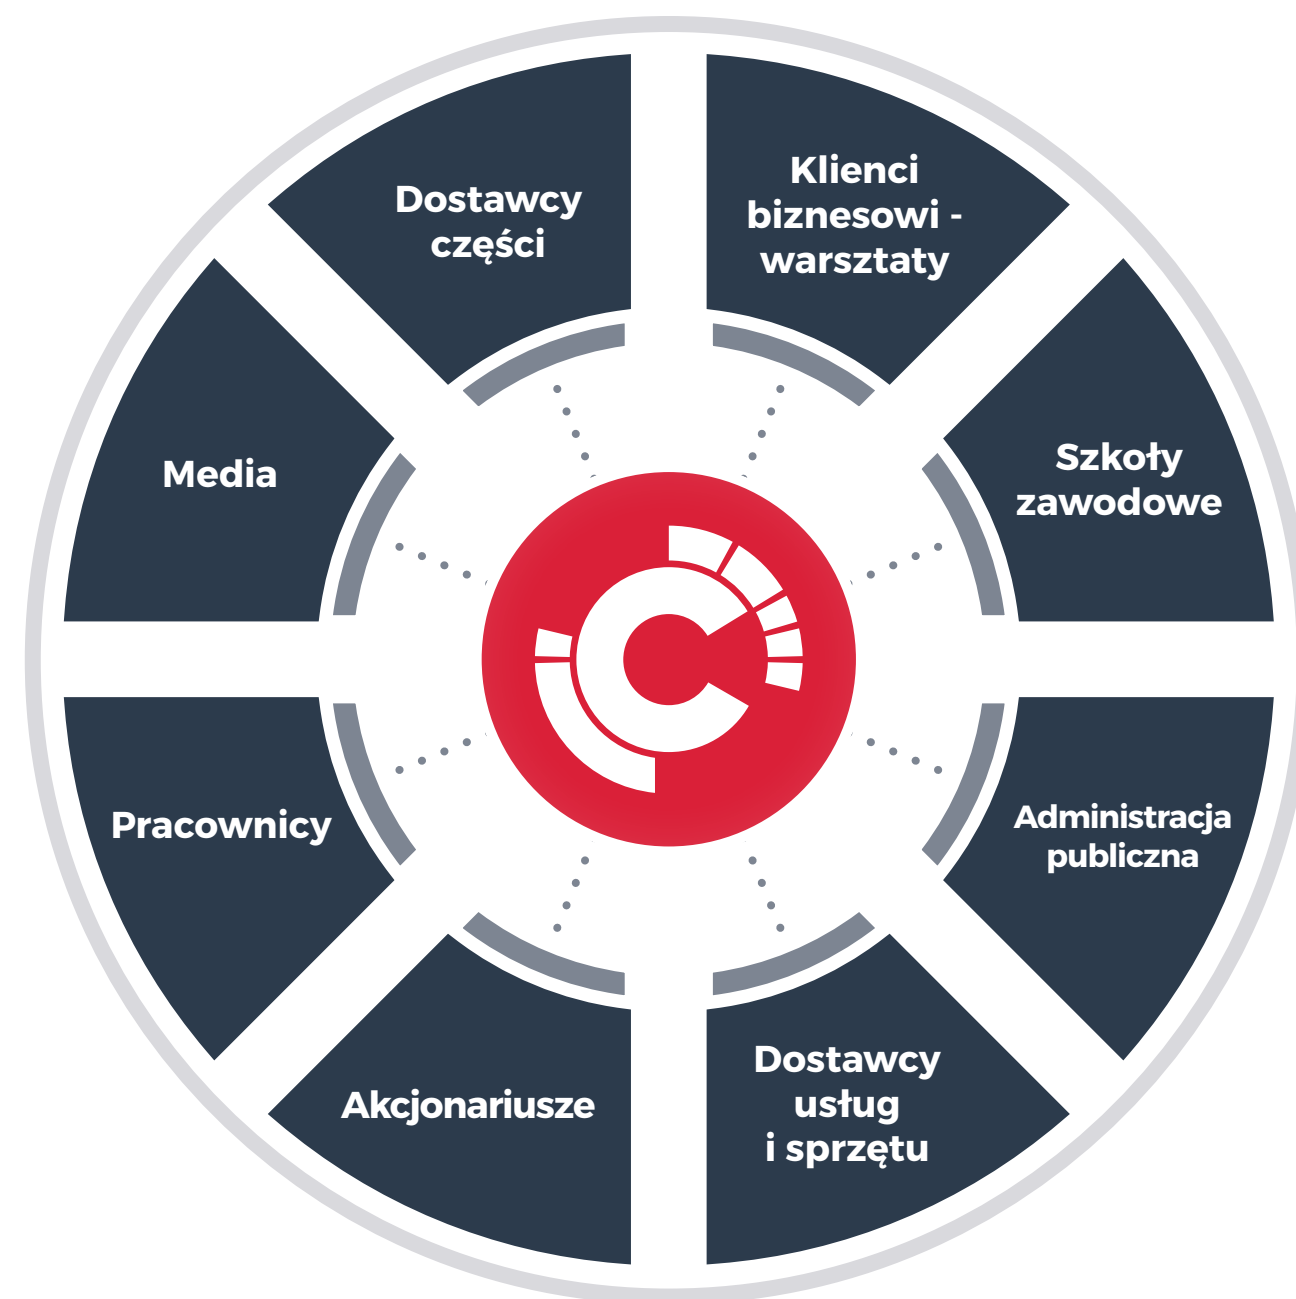 Klienci
biznesowi -
warsztaty
Szkoły
zawodowe
Administracja
publiczna
Dostawcy
usług
i sprzętu
Akcjonariusze
Pracownicy
Media
Dostawcy
części